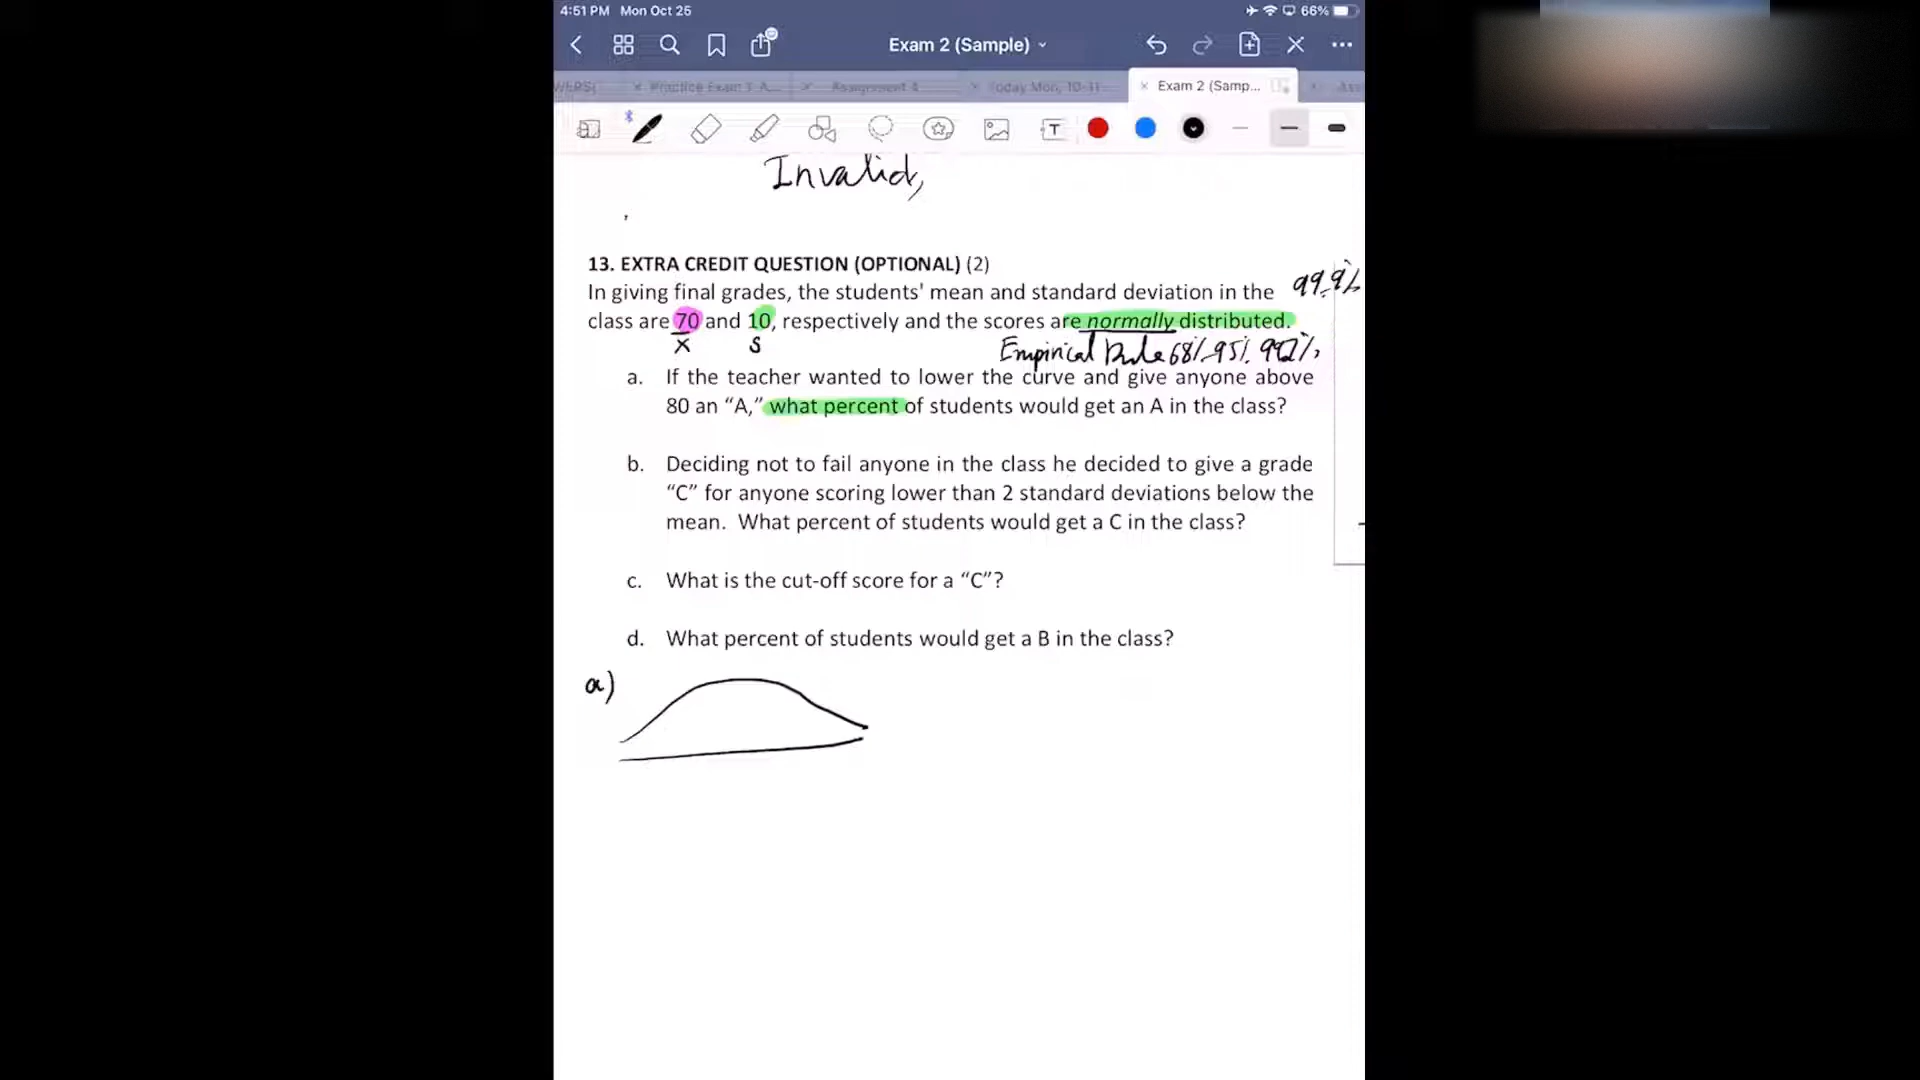 4:51 PM Mon Oct 25
66%
Exam 2 (Sample)
Assignment 4
Today Mon, 10-11
Exam 2 (Samp...
T
Invalid,
13. EXTRA CREDIT QUESTION (OPTIONAL) (2)
In giving final grades, the students' mean and standard deviation in the 99.9%
class are 70 and 10, respectively and the scores are normally distributed.
x̄ S Empirical Rule 68% 95% 99.7%
a. If the teacher wanted to lower the curve and give anyone above
80 an “A,” what percent of students would get an A in the class?
b. Deciding not to fail anyone in the class he decided to give a grade
“C” for anyone scoring lower than 2 standard deviations below the
mean. What percent of students would get a C in the class?
c. What is the cut-off score for a “C”?
d. What percent of students would get a B in the class?
a)